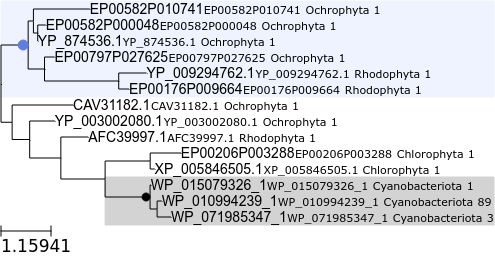 EP00582P010741EP00582P010741 Ochrophyta 1
EP00582P000048EP00582P000048 Ochrophyta 1
YP_874536.1YP_874536.1 Ochrophyta 1
EP00797P027625EP00797P027625 Ochrophyta 1
YP_009294762.1YP_009294762.1 Rhodophyta 1
EP00176P009664EP00176P009664 Rhodophyta 1
CAV31182.1CAV31182.1 Ochrophyta 1
YP_003002080.1YP_003002080.1 Ochrophyta 1
AFC39997.1AFC39997.1 Rhodophyta 1
EP00206P003288EP00206P003288 Chlorophyta 1
XP_005846505.1XP_005846505.1 Chlorophyta 1
WP_015079326_1WP_015079326_1 Cyanobacteriota 1
WP_010994239_1WP_010994239_1 Cyanobacteriota 89
WP_071985347_1WP_071985347_1 Cyanobacteriota 3
1.15941